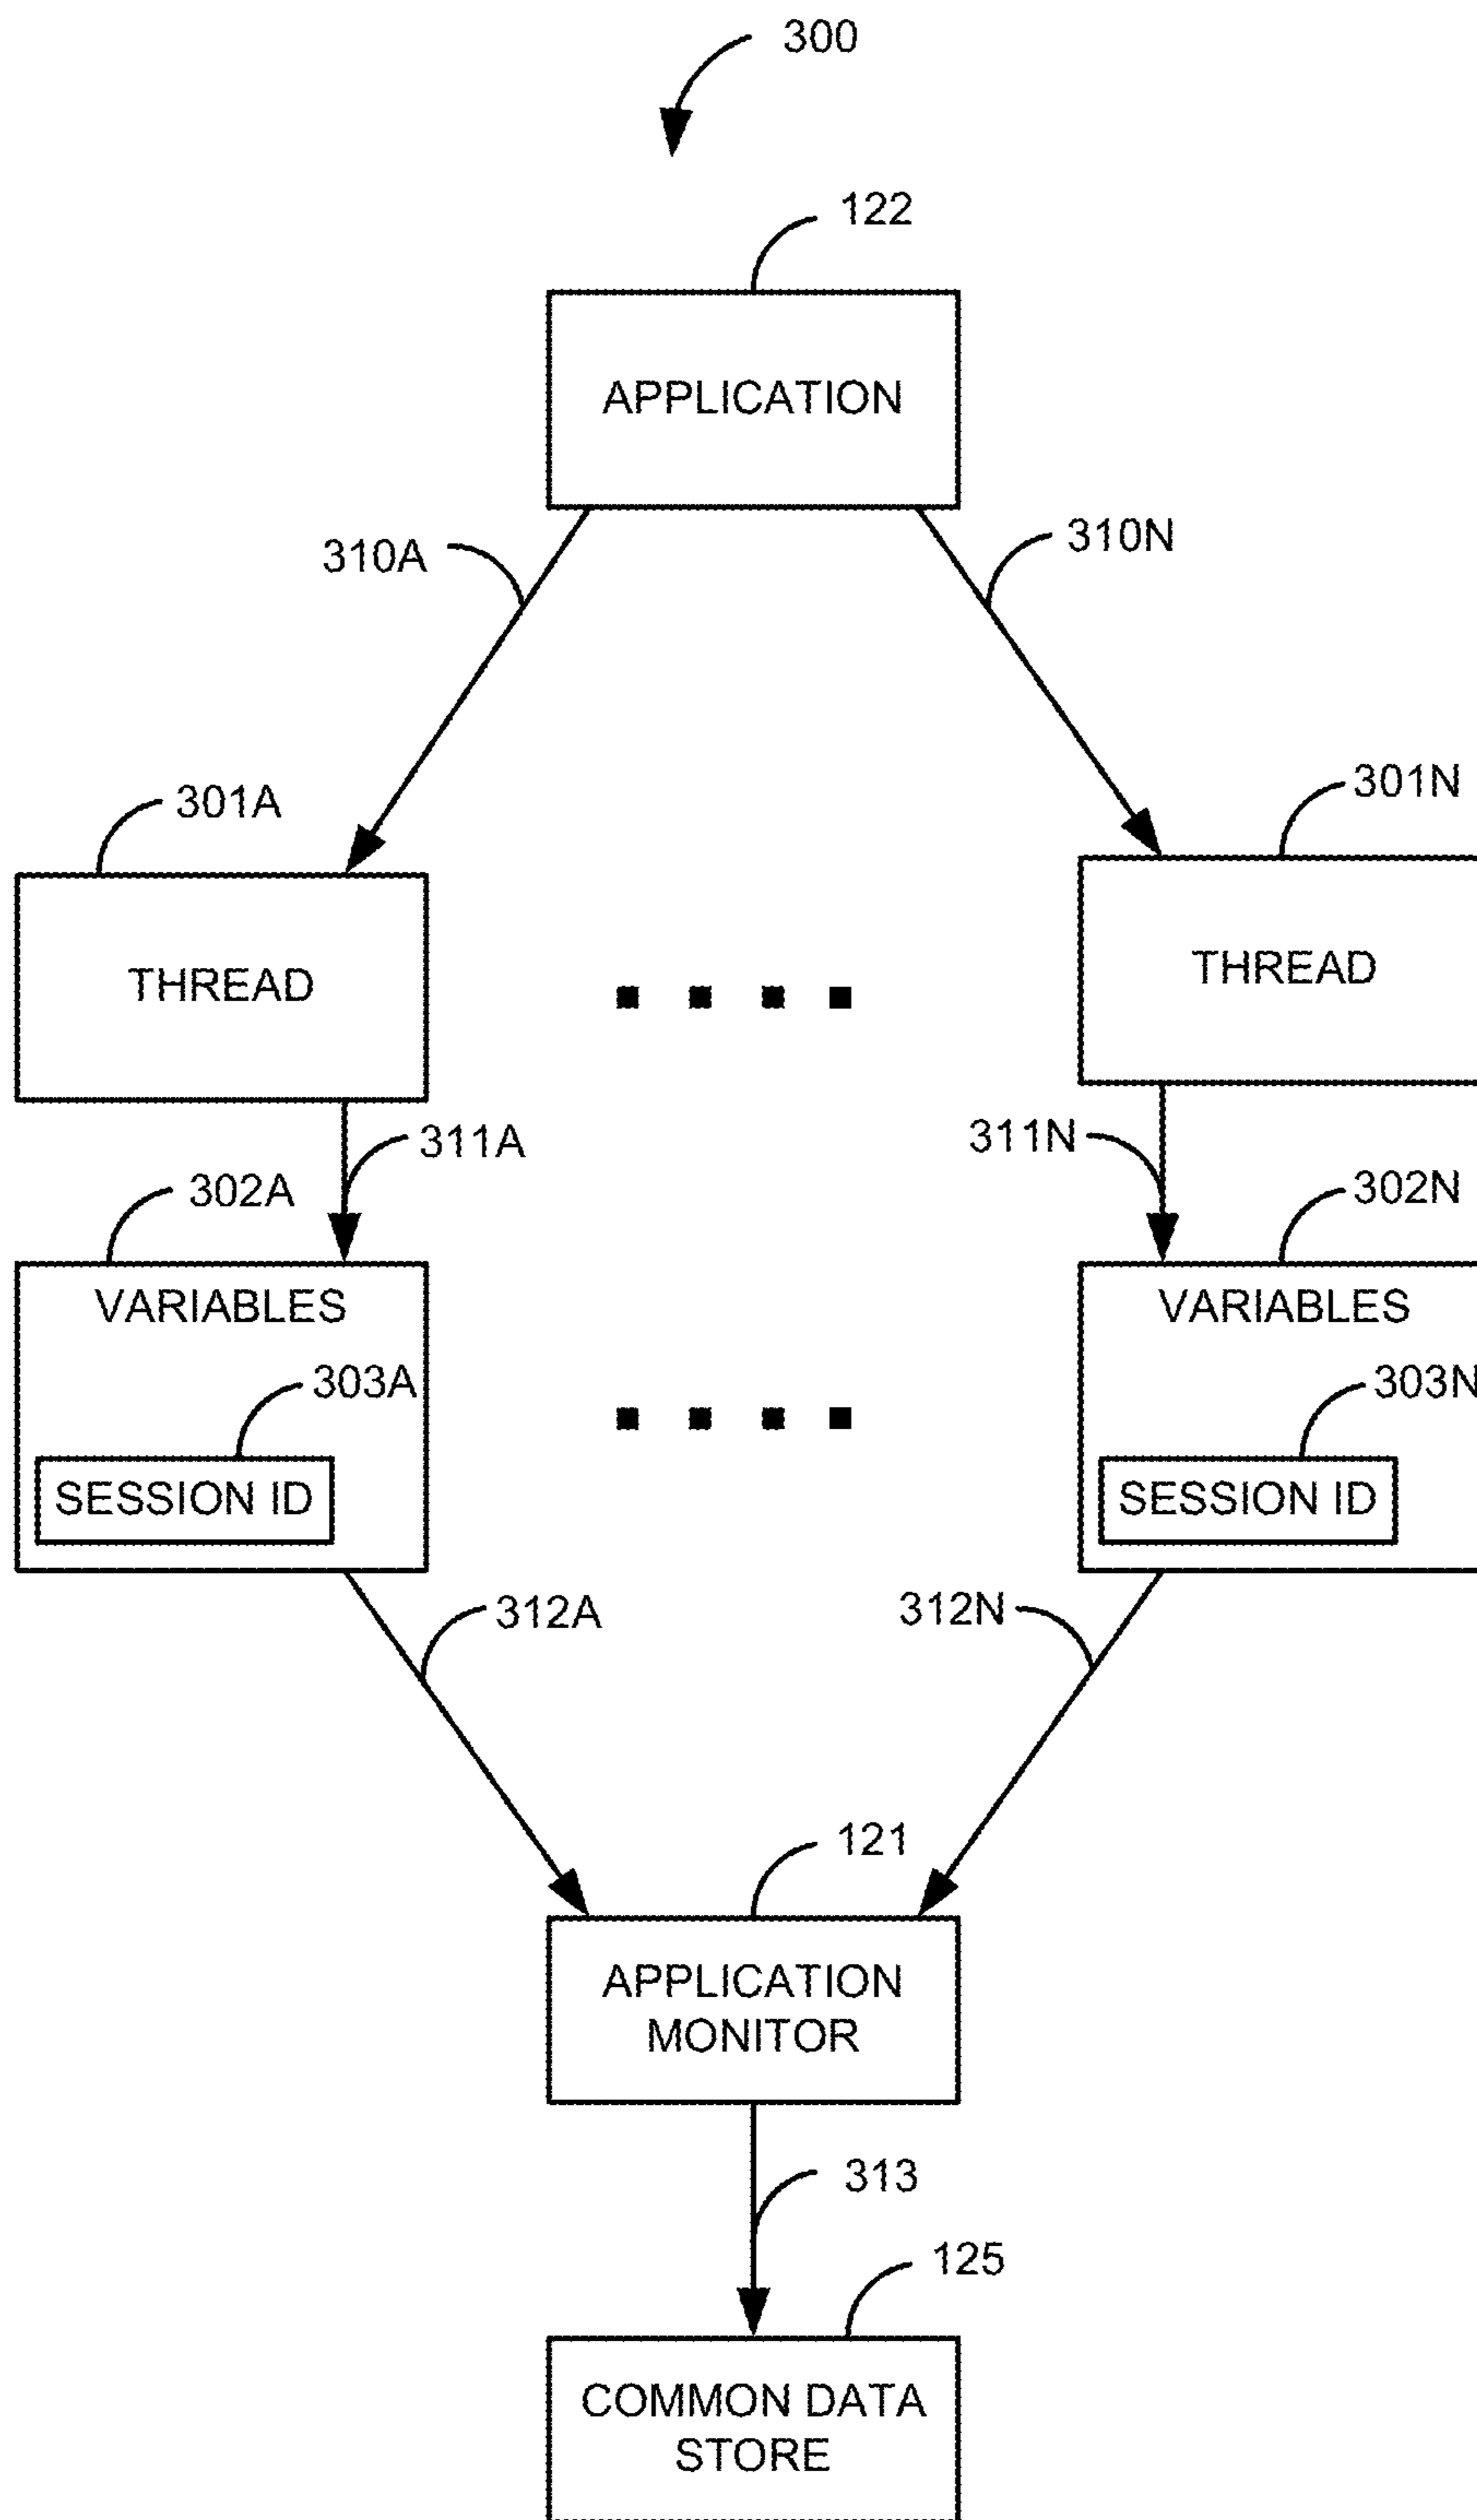 300
122
APPLICATION
310A
310N
301A
301N
THREAD
THREAD
311A
311N
302A
302N
VARIABLES
VARIABLES
303A
303N
SESSION ID
SESSION ID
312A
312N
121
APPLICATION
MONITOR
313
125
COMMON DATA
STORE